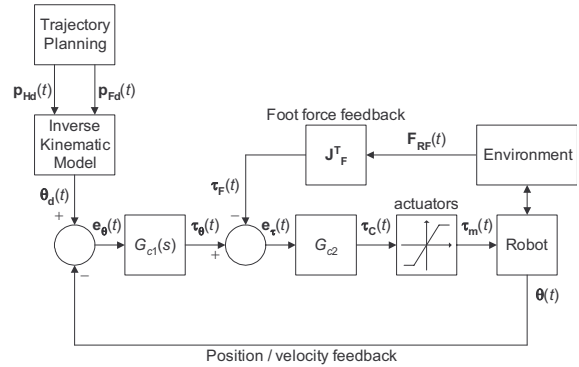 Trajectory
Planning
p_Hd(t)
p_Fd(t)
Inverse
Kinematic
Model
θ_d(t)
+
−
e_θ(t)
G_c1(s)
τ_θ(t)
+
−
τ_F(t)
Foot force feedback
J^T_F
F_RF(t)
Environment
e_τ(t)
G_c2
τ_C(t)
actuators
τ_m(t)
Robot
θ(t)
Position / velocity feedback